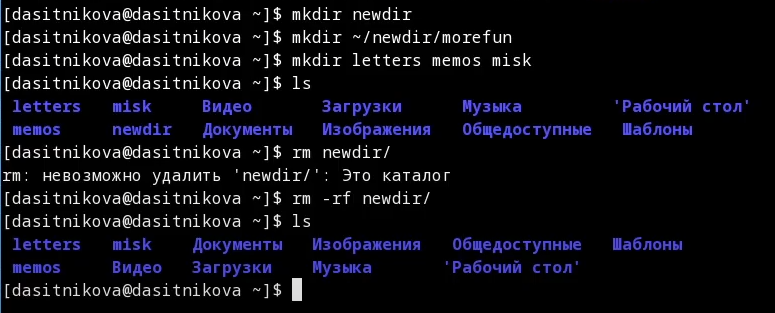 [dasitnikova@dasitnikova ~]$ mkdir newdir
[dasitnikova@dasitnikova ~]$ mkdir ~/newdir/morefun
[dasitnikova@dasitnikova ~]$ mkdir letters memos misk
[dasitnikova@dasitnikova ~]$ ls
letters misk Видео Загрузки Музыка 'Рабочий стол'
memos newdir Документы Изображения Общедоступные Шаблоны
[dasitnikova@dasitnikova ~]$ rm newdir/
rm: невозможно удалить 'newdir/': Это каталог
[dasitnikova@dasitnikova ~]$ rm -rf newdir/
[dasitnikova@dasitnikova ~]$ ls
letters misk Документы Изображения Общедоступные Шаблоны
memos Видео Загрузки Музыка 'Рабочий стол'
[dasitnikova@dasitnikova ~]$